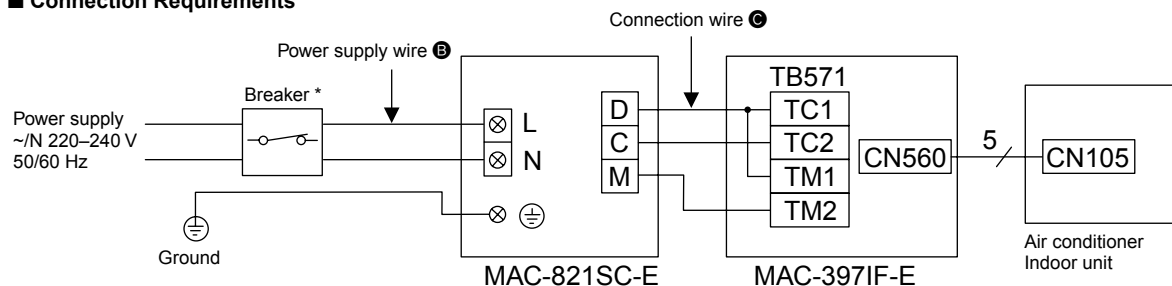 ■ Connection Requirements
Connection wire C
Power supply wire B
Breaker *
Power supply
~/N 220–240 V
50/60 Hz
L
N
Ground
D
C
M
TB571
TC1
TC2
TM1
TM2
CN560
5
CN105
Air conditioner
Indoor unit
MAC-821SC-E
MAC-397IF-E